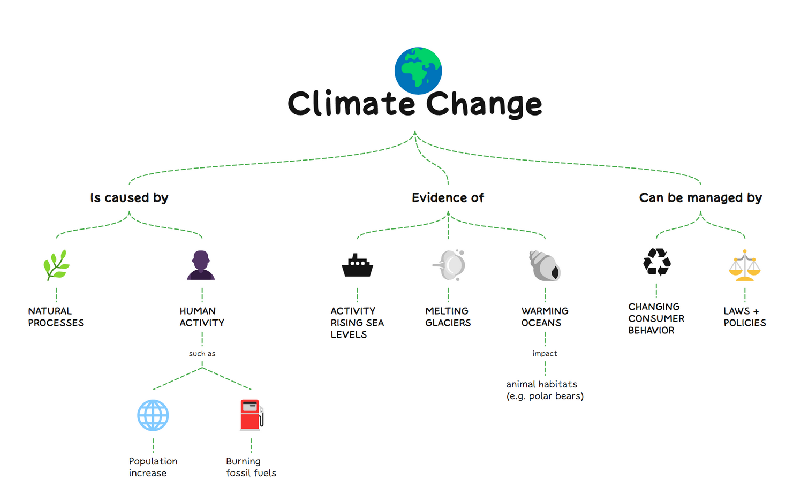 Climate Change
Is caused by
Evidence of
Can be managed by
NATURAL
PROCESSES
HUMAN
ACTIVITY
ACTIVITY
RISING SEA
LEVELS
MELTING
GLACIERS
WARMING
OCEANS
CHANGING
CONSUMER
BEHAVIOR
LAWS +
POLICIES
such as
impact
animal habitats
(e.g. polar bears)
Population
increase
Burning
fossil fuels